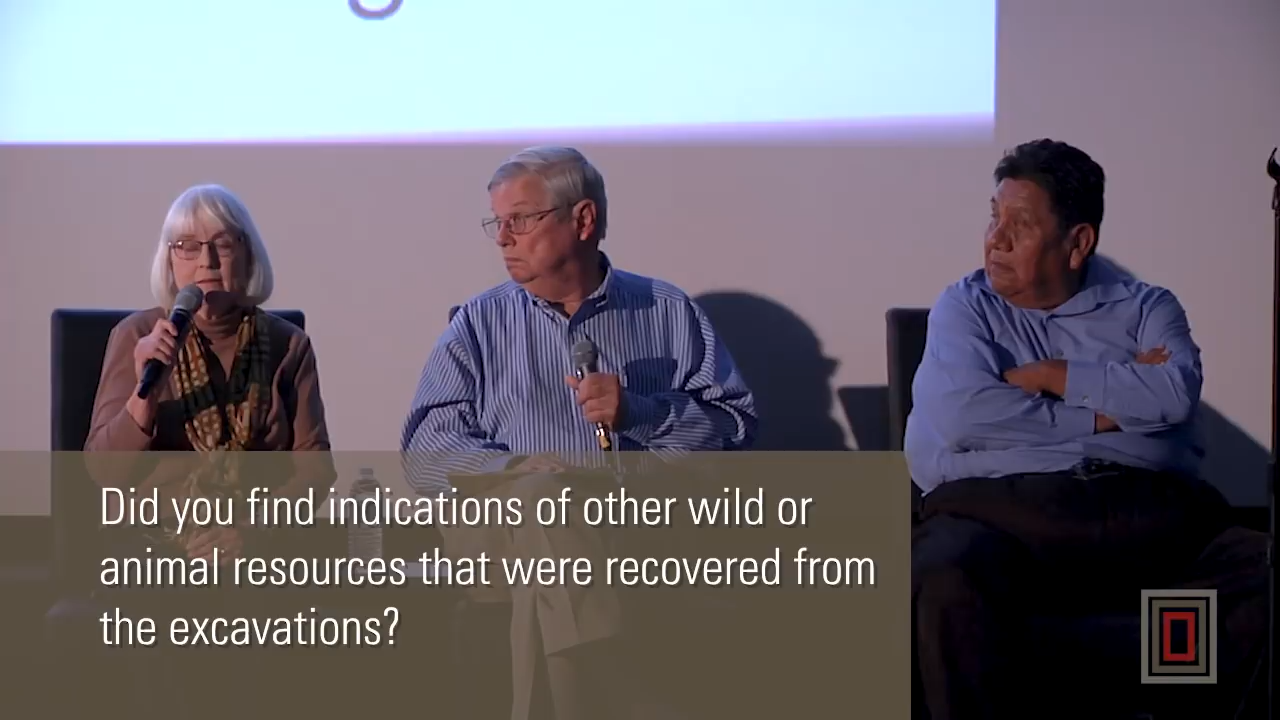 Did you find indications of other wild or
animal resources that were recovered from
the excavations?